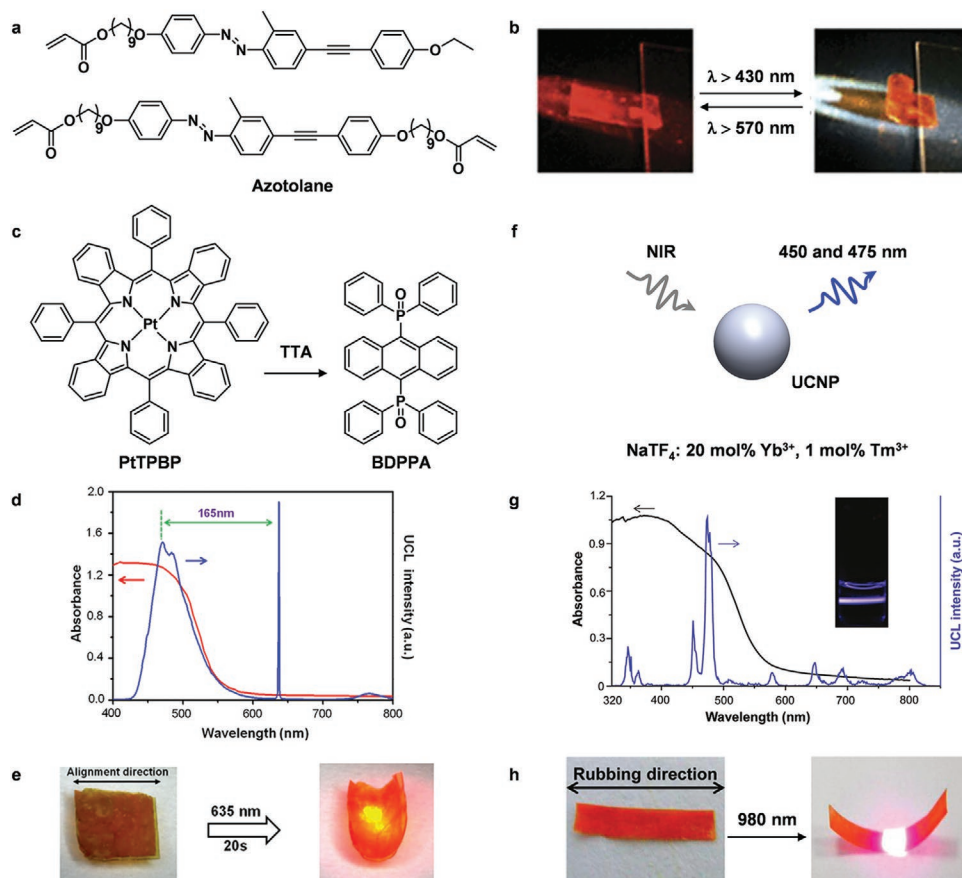 a
O
O
9
O
N
N
O
O
O
9
O
N
N
O
9
O
O
Azotolane
b
λ > 430 nm
λ > 570 nm
c
N
N
Pt
N
N
TTA
O
P
P
O
PtTPBP
BDPPA
f
NIR
450 and 475 nm
UCNP
NaTF₄: 20 mol% Yb³⁺, 1 mol% Tm³⁺
d
2.0
1.6
1.2
0.8
0.4
0.0
Absorbance
165nm
UCL intensity (a.u.)
400 500 600 700 800
Wavelength (nm)
g
1.2
0.9
0.6
0.3
0
Absorbance
UCL intensity (a.u.)
320 400 500 600 700 800
Wavelength (nm)
e
Alignment direction
635 nm
20s
h
Rubbing direction
980 nm